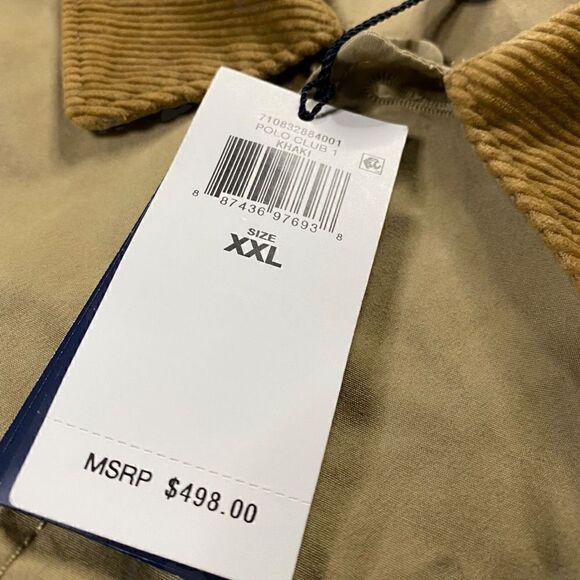 710832884001
POLO CLUB 1
KHAKI
8 87436 97693 8
SIZE
XXL
MSRP $498.00